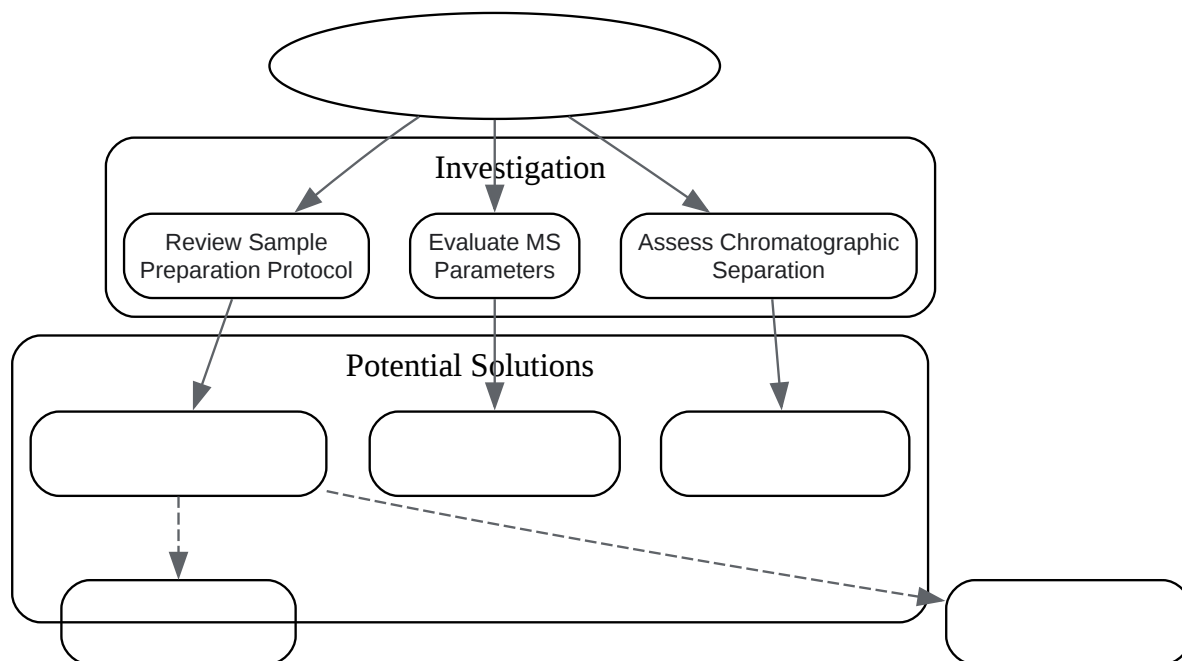 Investigation
Review Sample
Preparation Protocol
Evaluate MS
Parameters
Assess Chromatographic
Separation
Potential Solutions